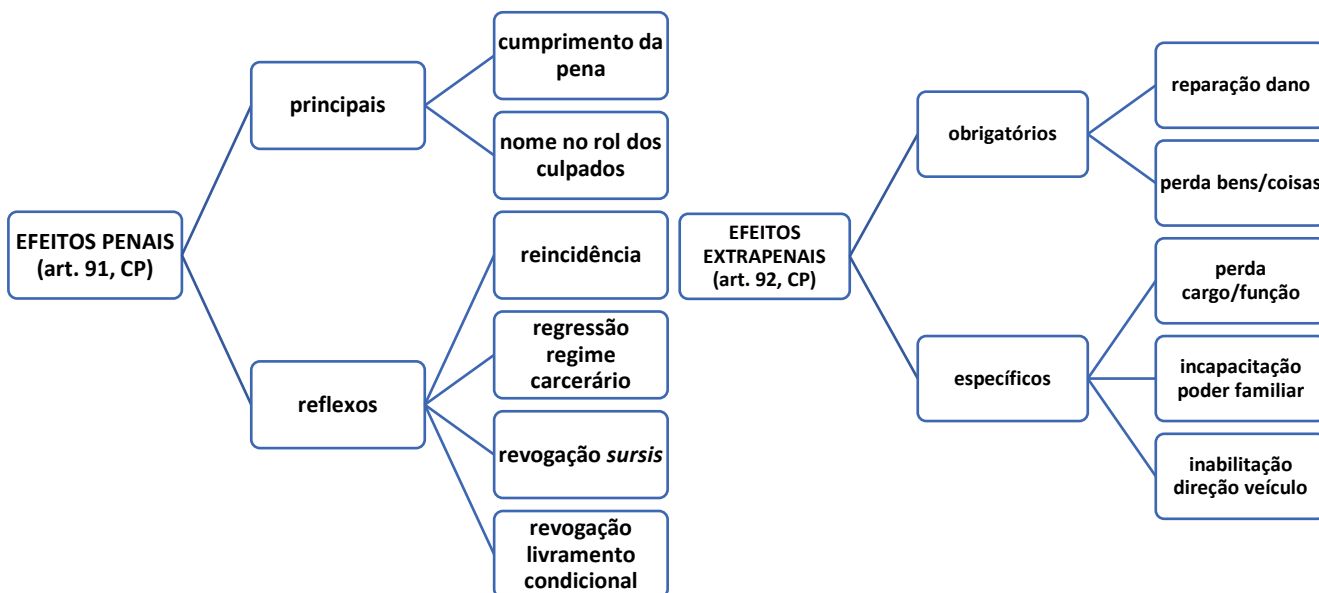 EFEITOS PENAIS
(art. 91, CP)
principais
cumprimento da
pena
nome no rol dos
culpados
reflexos
reincidência
regressão
regime
carcerário
revogação sursis
revogação
livramento
condicional
EFEITOS
EXTRAPENAIS
(art. 92, CP)
obrigatórios
reparação dano
perda bens/coisas
específicos
perda
cargo/função
incapacitação
poder familiar
inabilitação
direção veículo